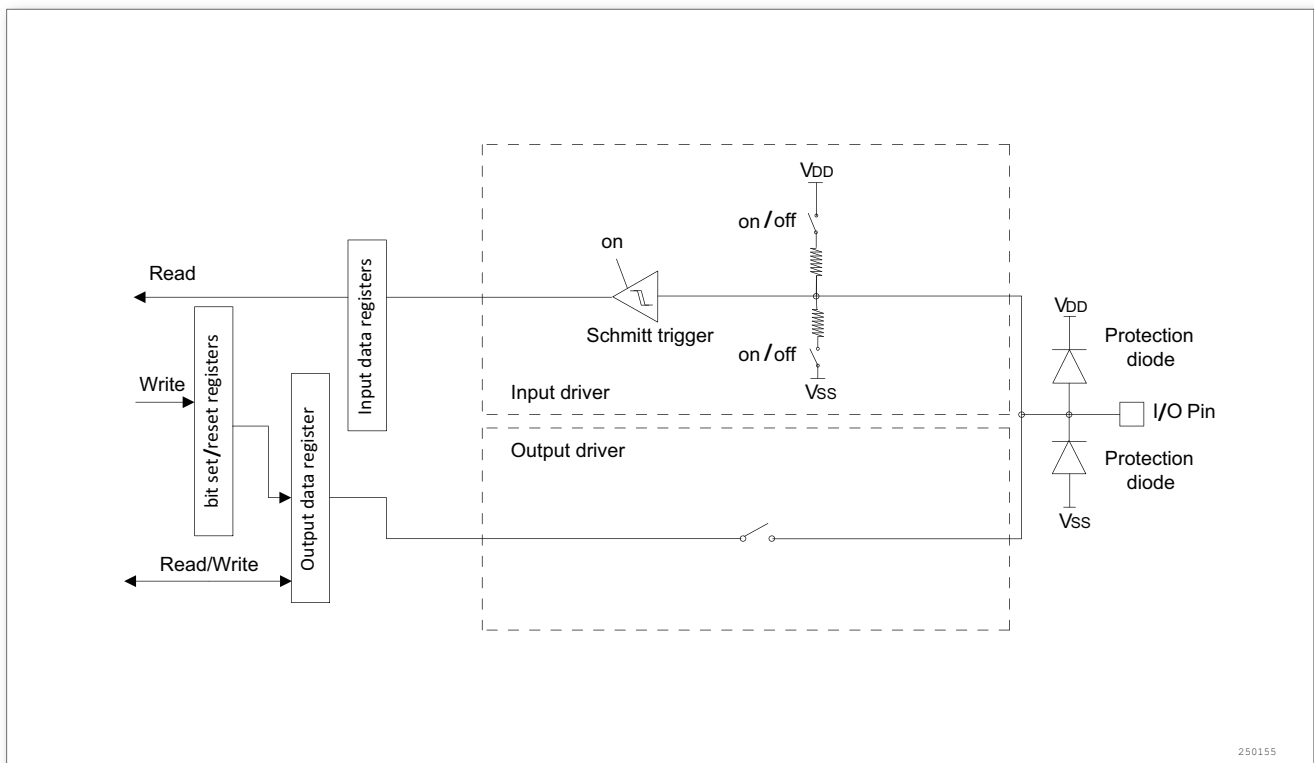 VDD
on/off
on
Read
Input data registers
Schmitt trigger
on/off
VSS
Input driver
bit set/reset registers
Write
Output data register
Read/Write
Output driver
VDD
Protection
diode
I/O Pin
Protection
diode
VSS
250155